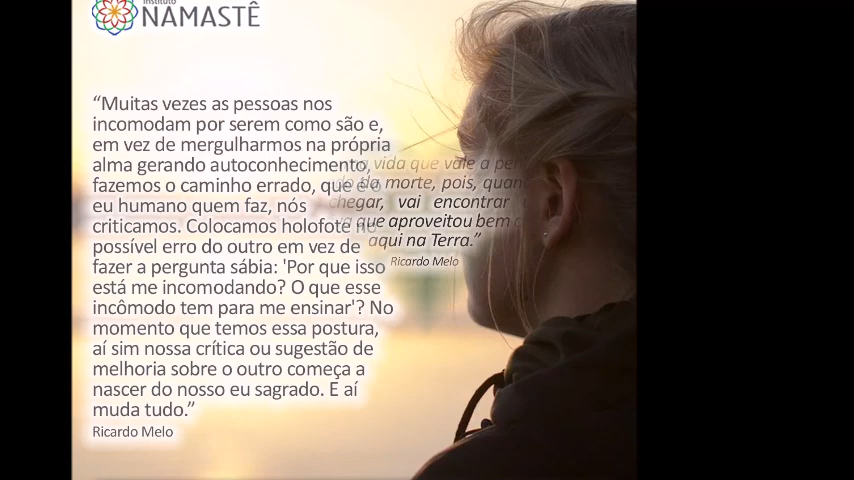 Instituto
NAMASTÊ
“Muitas vezes as pessoas nos
incomodam por serem como são e,
em vez de mergulharmos na própria
alma gerando autoconhecimento,
fazemos o caminho errado, que é o
eu humano quem faz, nós
criticamos. Colocamos holofote no
possível erro do outro em vez de
fazer a pergunta sábia: 'Por que isso
está me incomodando? O que esse
incômodo tem para me ensinar'? No
momento que temos essa postura,
aí sim nossa crítica ou sugestão de
melhoria sobre o outro começa a
nascer do nosso eu sagrado. E aí
muda tudo.”
Ricardo Melo
vida que vale a
da morte, pois,
chegar, vai encontrar
que aproveitou bem
aqui na Terra.”
Ricardo Melo